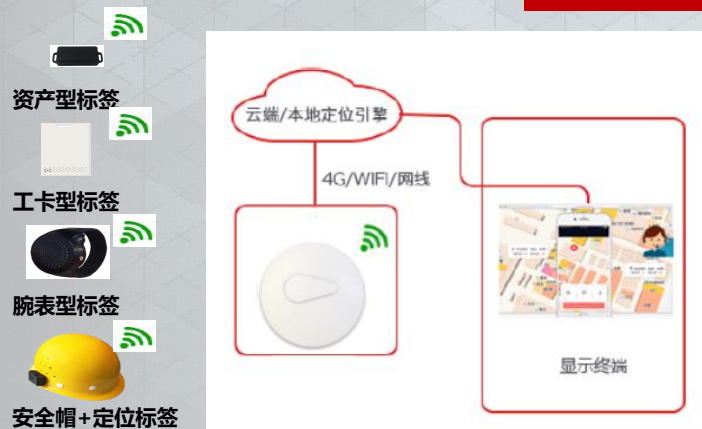 资产型标签
工卡型标签
腕表型标签
安全帽+定位标签
云端/本地定位引擎
4G/WIFI/网线
显示终端